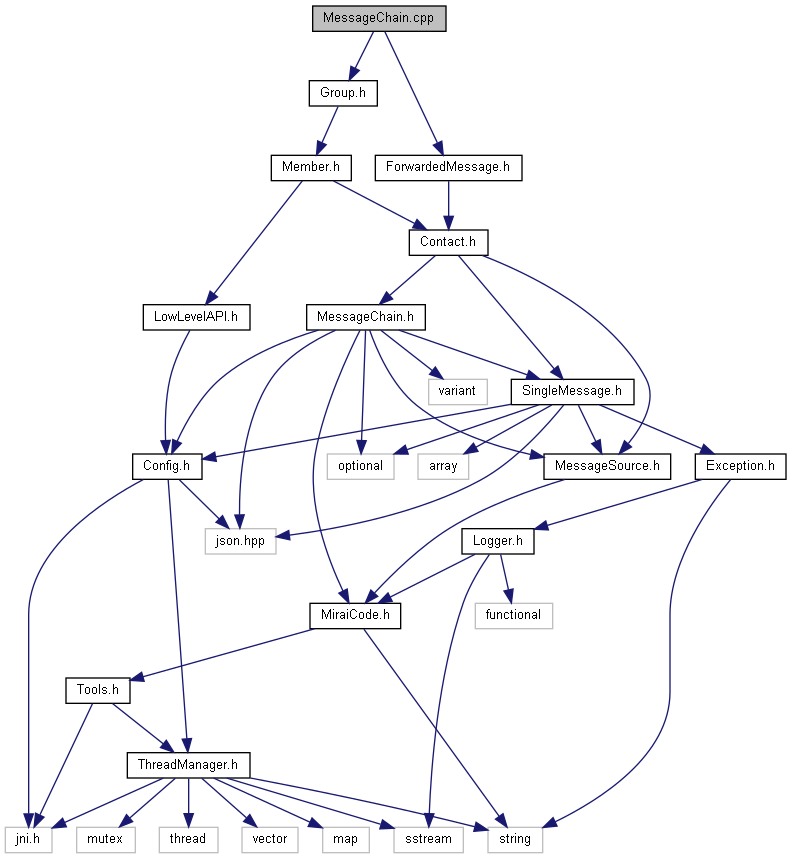 MessageChain.cpp
Group.h
Member.h
ForwardedMessage.h
Contact.h
LowLevelAPI.h
MessageChain.h
variant
SingleMessage.h
Config.h
optional
array
MessageSource.h
Exception.h
json.hpp
Logger.h
MiraiCode.h
functional
Tools.h
ThreadManager.h
jni.h
mutex
thread
vector
map
sstream
string